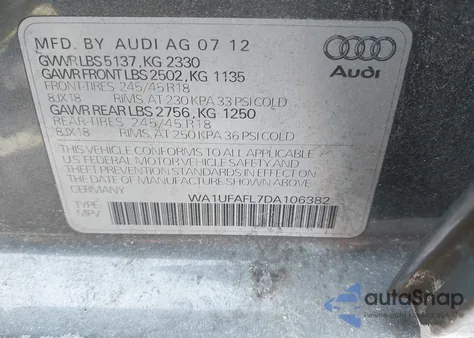 MFD. BY AUDI AG 07 12
GVWR LBS 5137, KG 2330
GAWR FRONT LBS 2502, KG 1135
FRONT-TIRES 245/45 R18
8JX18 RIMS AT 230 KPA 33 PSI COLD
GAWR REAR LBS 2756, KG 1250
REAR-TIRES 245/45 R18
8JX18 RIMS, AT 250 KPA 36 PSI COLD
THIS VEHICLE CONFORMS TO ALL APPLICABLE
U.S. FEDERAL MOTOR VEHICLE SAFETY AND
THEFT PREVENTION STANDARDS IN EFFECT
ON THE DATE OF MANUFACTURE SHOWN ABOVE.
GERMANY
WA1UFAFL7DA106382
TYPE:
MPV
Audi
autoSnap